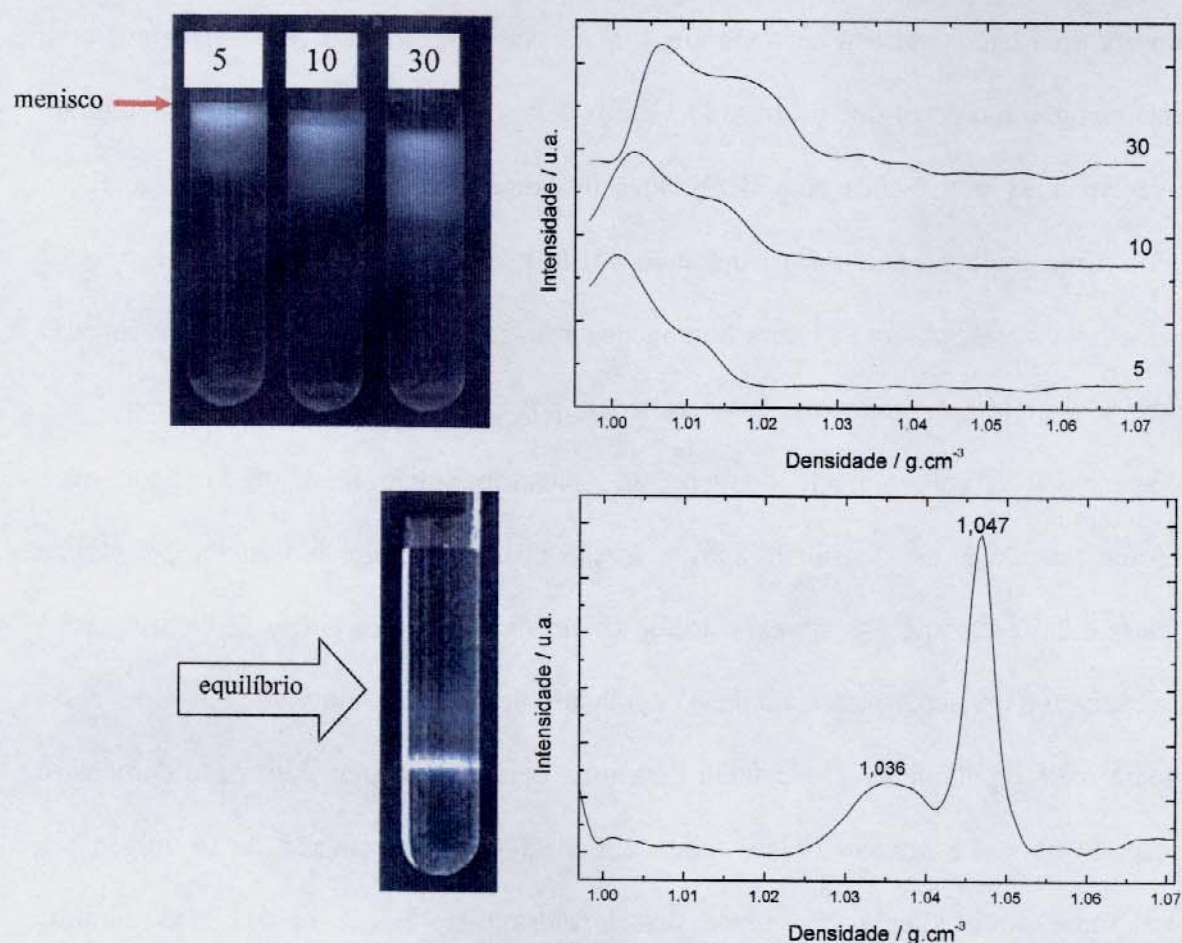 5 10 30
menisco
Intensidade / u.a.
30
10
5
1.00 1.01 1.02 1.03 1.04 1.05 1.06 1.07
Densidade / g.cm-3
equilíbrio
Intensidade / u.a.
1,047
1,036
1.00 1.01 1.02 1.03 1.04 1.05 1.06 1.07
Densidade / g.cm-3